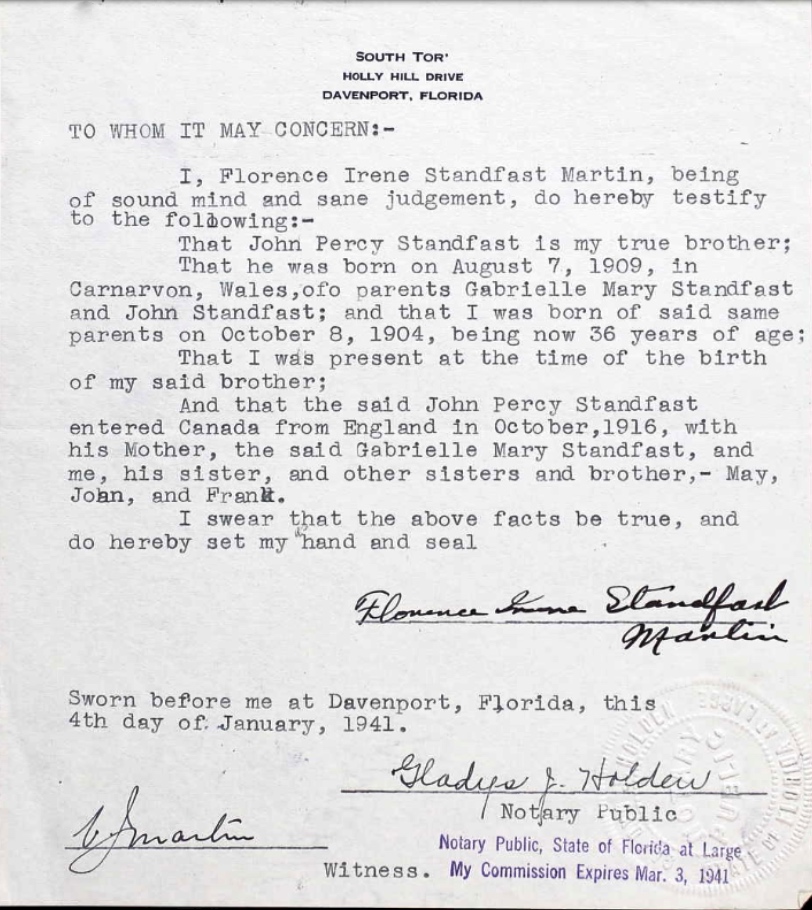 SOUTH TOR'
HOLLY HILL DRIVE
DAVENPORT, FLORIDA
TO WHOM IT MAY CONCERN:-
I, Florence Irene Standfast Martin, being
of sound mind and sane judgement, do hereby testify
to the following:-
That John Percy Standfast is my true brother;
That he was born on August 7, 1909, in
Carnarvon, Wales,ofo parents Gabrielle Mary Standfast
and John Standfast; and that I was born of said same
parents on October 8, 1904, being now 36 years of age;
That I was present at the time of the birth
of my said brother;
And that the said John Percy Standfast
entered Canada from England in October,1916, with
his Mother, the said Gabrielle Mary Standfast, and
me, his sister, and other sisters and brother,- May,
John, and Frank.
I swear that the above facts be true, and
do hereby set my hand and seal
Florence Irene Standfast
Martin
Sworn before me at Davenport, Florida, this
4th day of January, 1941.
Gladys J. Holden
Notary Public
Martin
Notary Public, State of Florida at Large
Witness. My Commission Expires Mar. 3, 1941